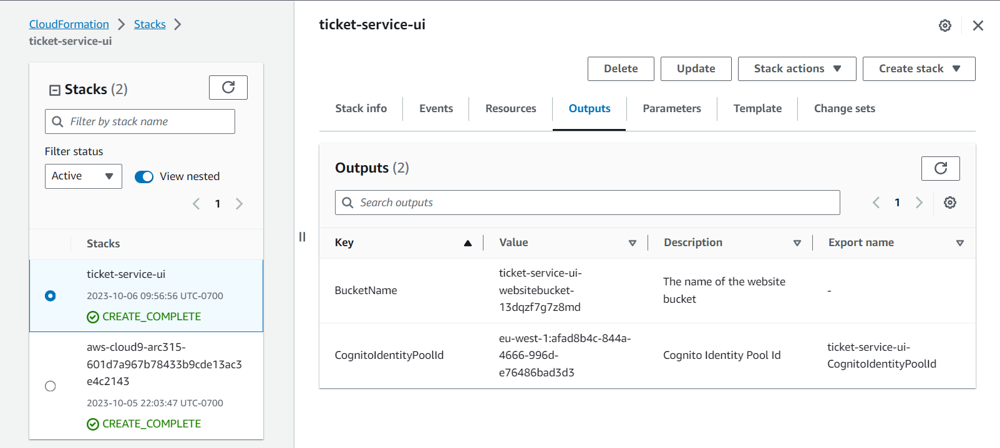 CloudFormation > Stacks >
ticket-service-ui
Stacks (2)
Filter by stack name
Filter status
Active
View nested
1
Stacks
ticket-service-ui
2023-10-06 09:56:56 UTC-0700
CREATE_COMPLETE
aws-cloud9-arc315-
601d7a967b78433b9cde13ac3
e4c2143
2023-10-05 22:03:47 UTC-0700
CREATE_COMPLETE
ticket-service-ui
Delete Update Stack actions Create stack
Stack info Events Resources Outputs Parameters Template Change sets
Outputs (2)
Search outputs
1
Key Value Description Export name
BucketName
ticket-service-ui-
websitebucket-
13dqzf7g7z8md
The name of the website
bucket
-
CognitoIdentityPoolId
eu-west-1:afad8b4c-844a-
4666-996d-
e76486bad3d3
Cognito Identity Pool Id
ticket-service-ui-
CognitoIdentityPoolId